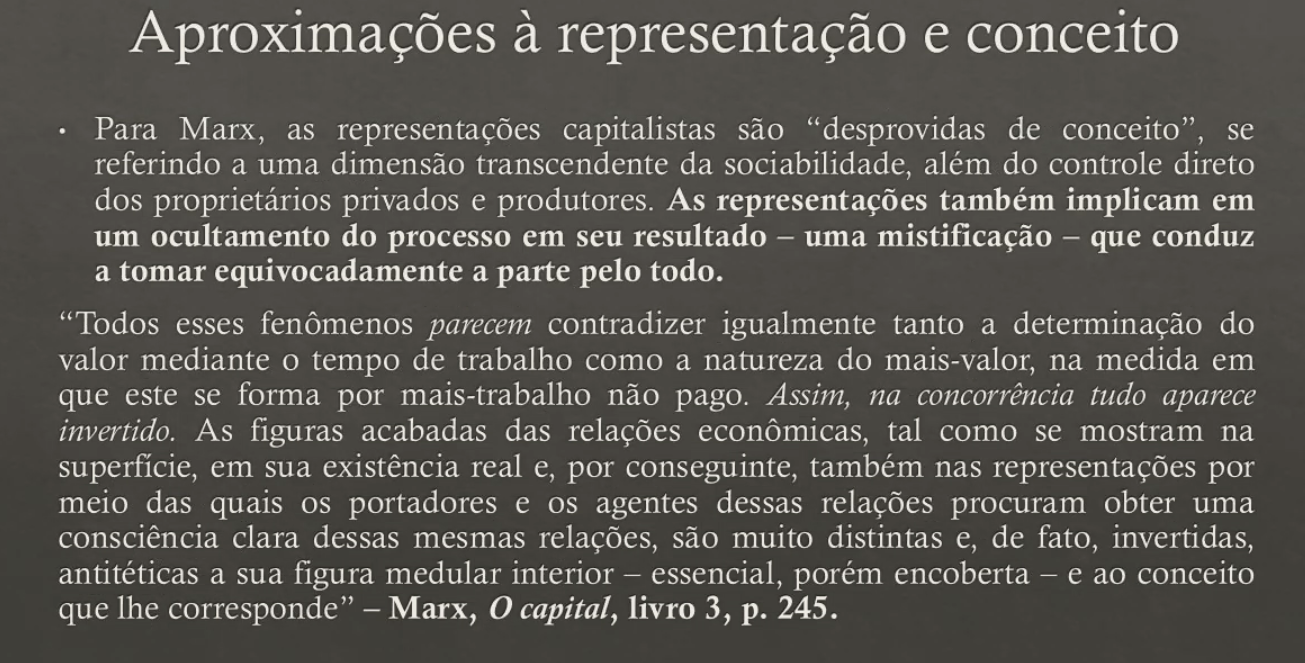 Aproximações à representação e conceito
• Para Marx, as representações capitalistas são “desprovidas de conceito”, se
referindo a uma dimensão transcendente da sociabilidade, além do controle direto
dos proprietários privados e produtores. As representações também implicam em
um ocultamento do processo em seu resultado – uma mistificação – que conduz
a tomar equivocadamente a parte pelo todo.
“Todos esses fenômenos parecem contradizer igualmente tanto a determinação do
valor mediante o tempo de trabalho como a natureza do mais-valor, na medida em
que este se forma por mais-trabalho não pago. Assim, na concorrência tudo aparece
invertido. As figuras acabadas das relações econômicas, tal como se mostram na
superfície, em sua existência real e, por conseguinte, também nas representações por
meio das quais os portadores e os agentes dessas relações procuram obter uma
consciência clara dessas mesmas relações, são muito distintas e, de fato, invertidas,
antitéticas a sua figura medular interior – essencial, porém encoberta – e ao conceito
que lhe corresponde” – Marx, O capital, livro 3, p. 245.